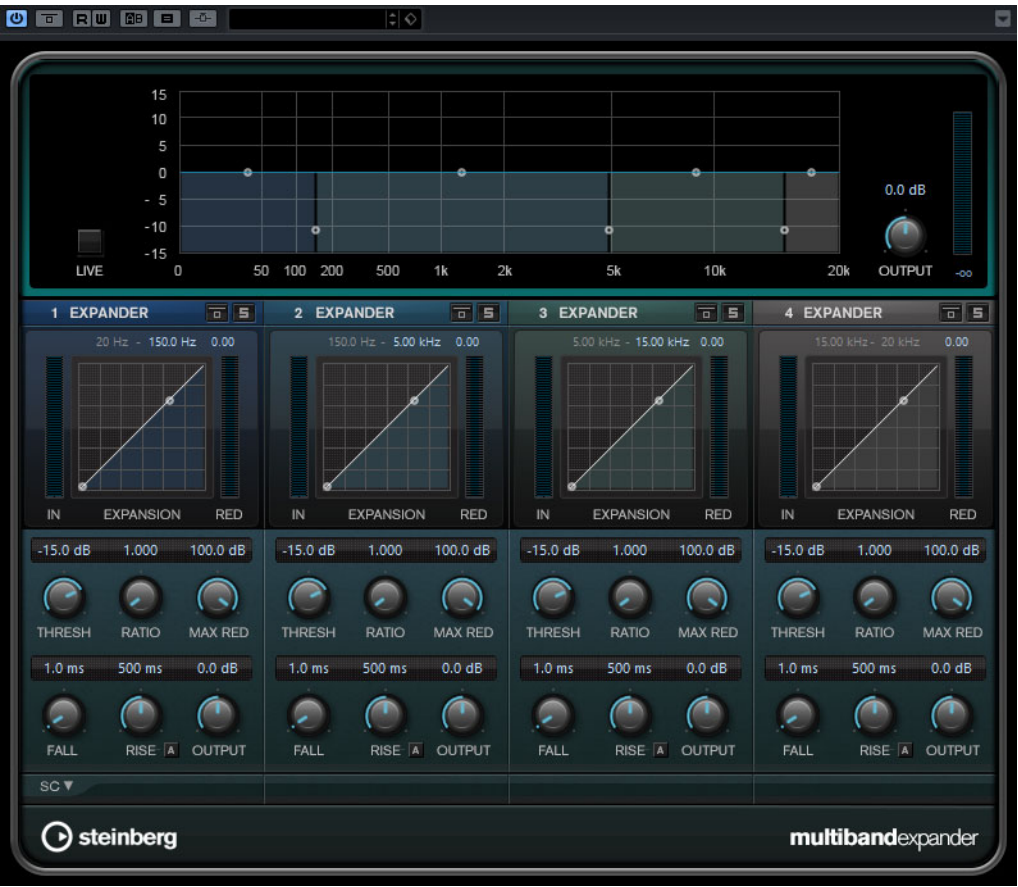 R W AB
15
10
5
0
- 5
-10
-15
0 50 100 200 500 1k 2k 5k 10k 20k
LIVE
0.0 dB
OUTPUT
-oo
1 EXPANDER S
2 EXPANDER S
3 EXPANDER S
4 EXPANDER S
20 Hz - 150.0 Hz 0.00
150.0 Hz - 5.00 kHz 0.00
5.00 kHz - 15.00 kHz 0.00
15.00 kHz - 20 kHz 0.00
IN EXPANSION RED
IN EXPANSION RED
IN EXPANSION RED
IN EXPANSION RED
-15.0 dB 1.000 100.0 dB
-15.0 dB 1.000 100.0 dB
-15.0 dB 1.000 100.0 dB
-15.0 dB 1.000 100.0 dB
THRESH RATIO MAX RED
THRESH RATIO MAX RED
THRESH RATIO MAX RED
THRESH RATIO MAX RED
1.0 ms 500 ms 0.0 dB
1.0 ms 500 ms 0.0 dB
1.0 ms 500 ms 0.0 dB
1.0 ms 500 ms 0.0 dB
FALL RISE A OUTPUT
FALL RISE A OUTPUT
FALL RISE A OUTPUT
FALL RISE A OUTPUT
SC
steinberg
multibandexpander